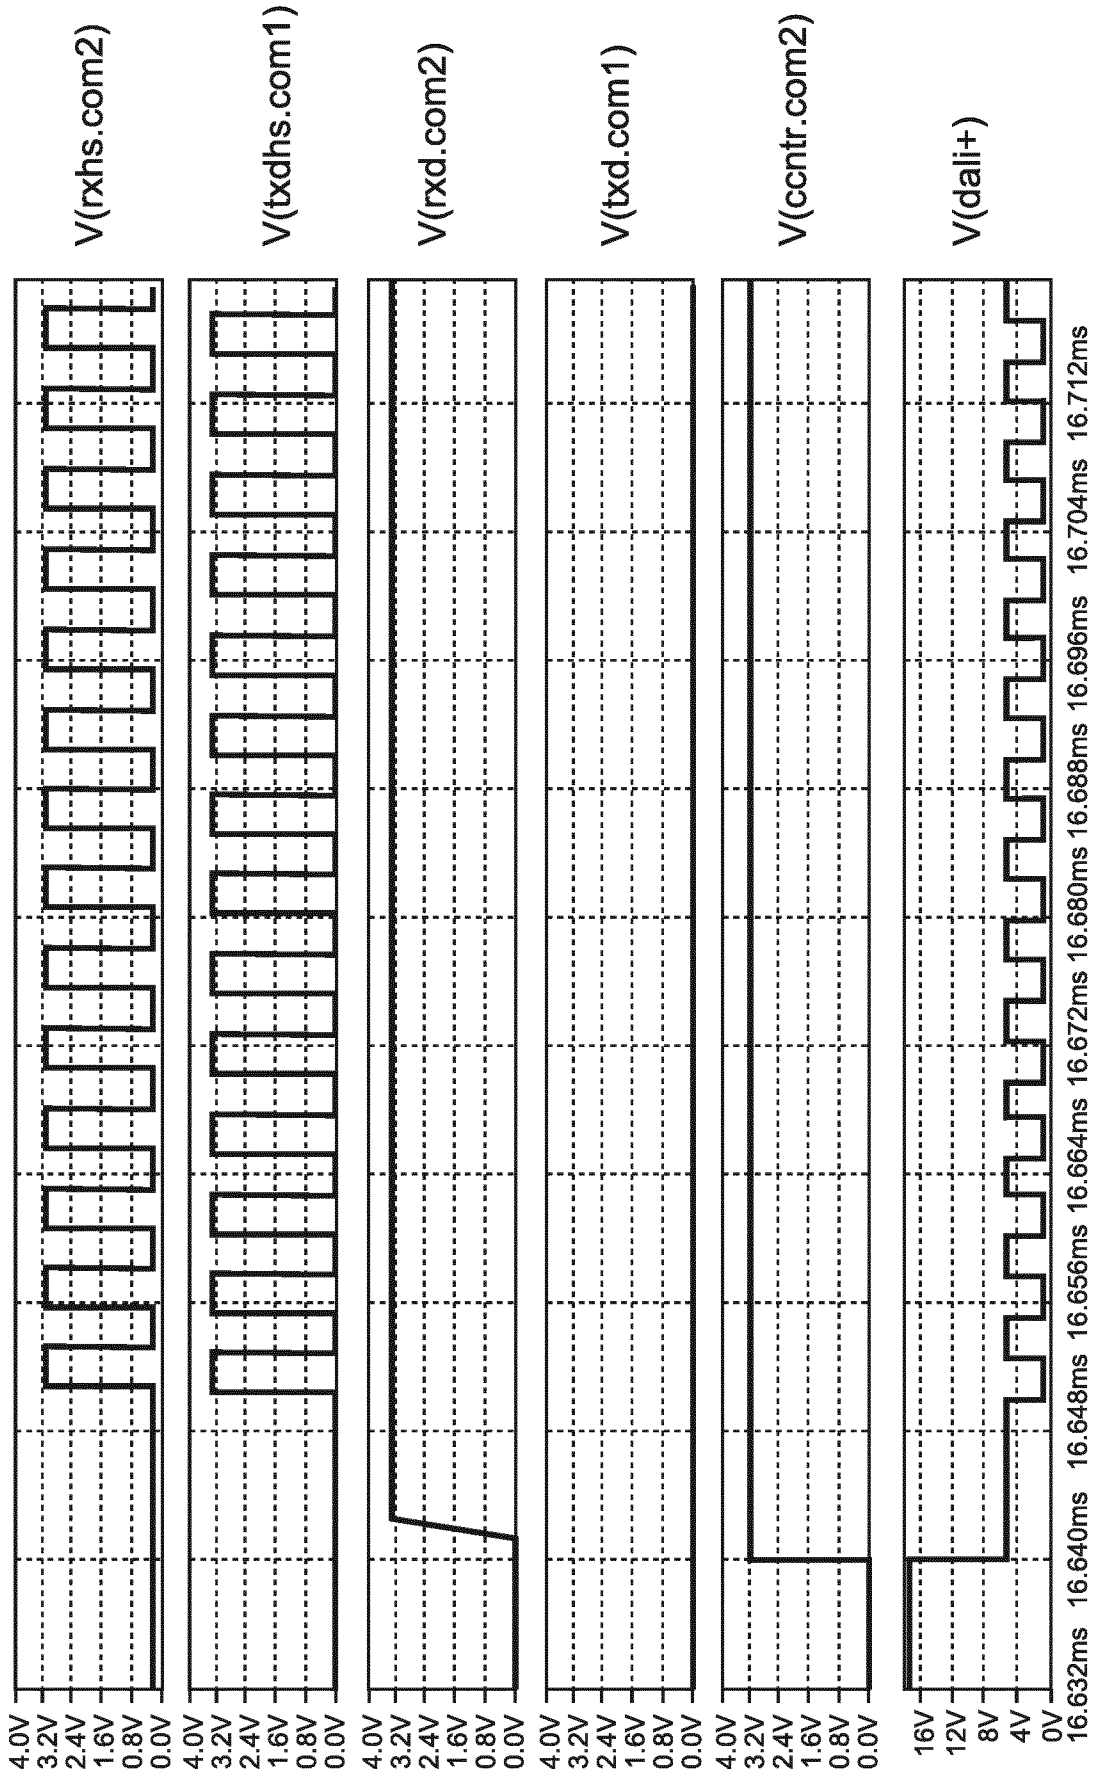 V(rxhs.com2)
4.0V
3.2V
2.4V
1.6V
0.8V
0.0V
V(txdhs.com1)
4.0V
3.2V
2.4V
1.6V
0.8V
0.0V
V(rxd.com2)
4.0V
3.2V
2.4V
1.6V
0.8V
0.0V
V(txd.com1)
4.0V
3.2V
2.4V
1.6V
0.8V
0.0V
V(ccntr.com2)
4.0V
3.2V
2.4V
1.6V
0.8V
0.0V
V(dali+)
16V
12V
8V
4V
0V
16.632ms 16.640ms 16.648ms 16.656ms 16.664ms 16.672ms 16.680ms 16.688ms 16.696ms 16.704ms 16.712ms